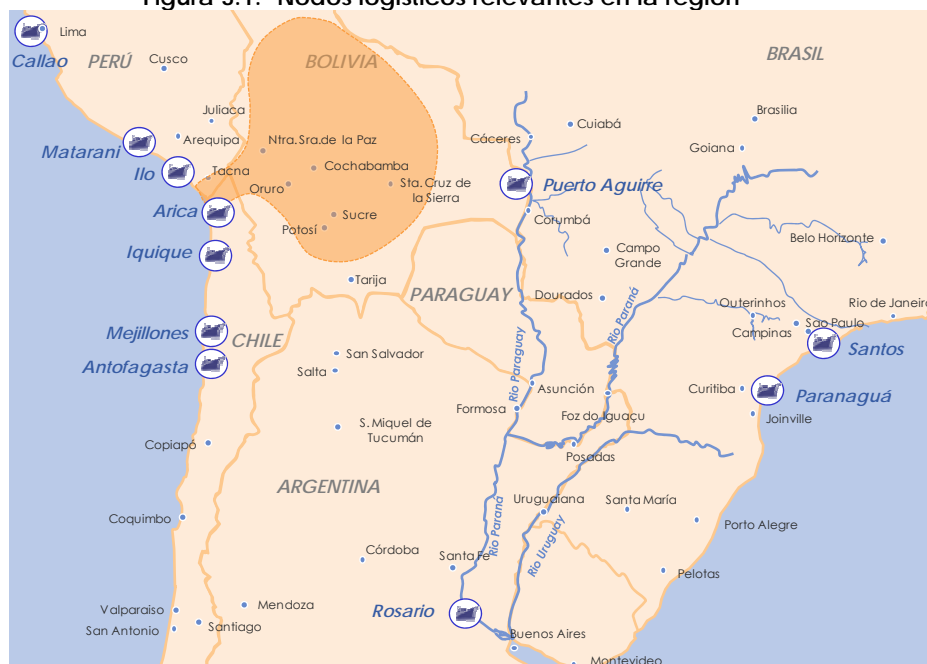 Figura 3.1. Nodos logísticos relevantes en la región
Lima
Callao
PERÚ
Cusco
BOLIVIA
BRASIL
Juliaca
Arequipa
Matarani
Ilo
Tacna
Ntra. Sra. de la Paz
Cochabamba
Oruro
Sta. Cruz de
la Sierra
Sucre
Potosí
Arica
Iquique
Tarija
Cáceres
Cuiabá
Brasilia
Goiana
Puerto Aguirre
Corumbá
Campo
Grande
Belo Horizonte
PARAGUAY
Dourados
Outerinhos
Rio de Janeiro
Campinas
São Paulo
Santos
Mejillones
CHILE
Antofagasta
San Salvador
Salta
Rio Paraguay
Rio Paraná
Asunción
Curitiba
Paranaguá
Joinville
Formosa
Foz do Iguaçu
S. Miquel de
Tucumán
Posadas
Copiapó
ARGENTINA
Uruguaiana
Santa María
Porto Alegre
Coquimbo
Rio Paraná
Rio Uruguay
Córdoba
Santa Fe
Pelotas
Valparaiso
Mendoza
San Antonio
Santiago
Rosario
Buenos Aires
Montevideo